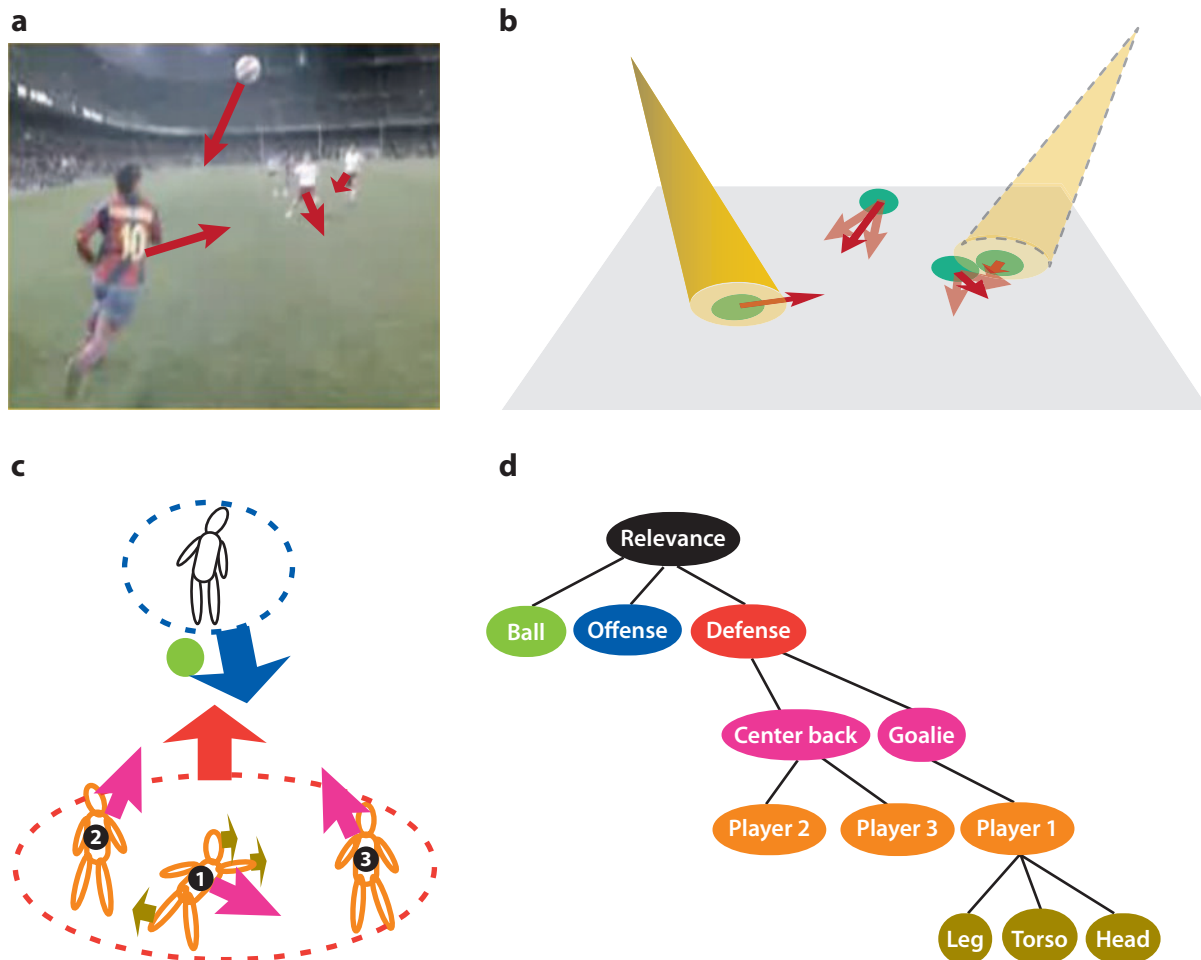 a
b
10
c
d
Relevance
Ball
Offense
Defense
Center back
Goalie
2
3
1
Player 2
Player 3
Player 1
Leg
Torso
Head